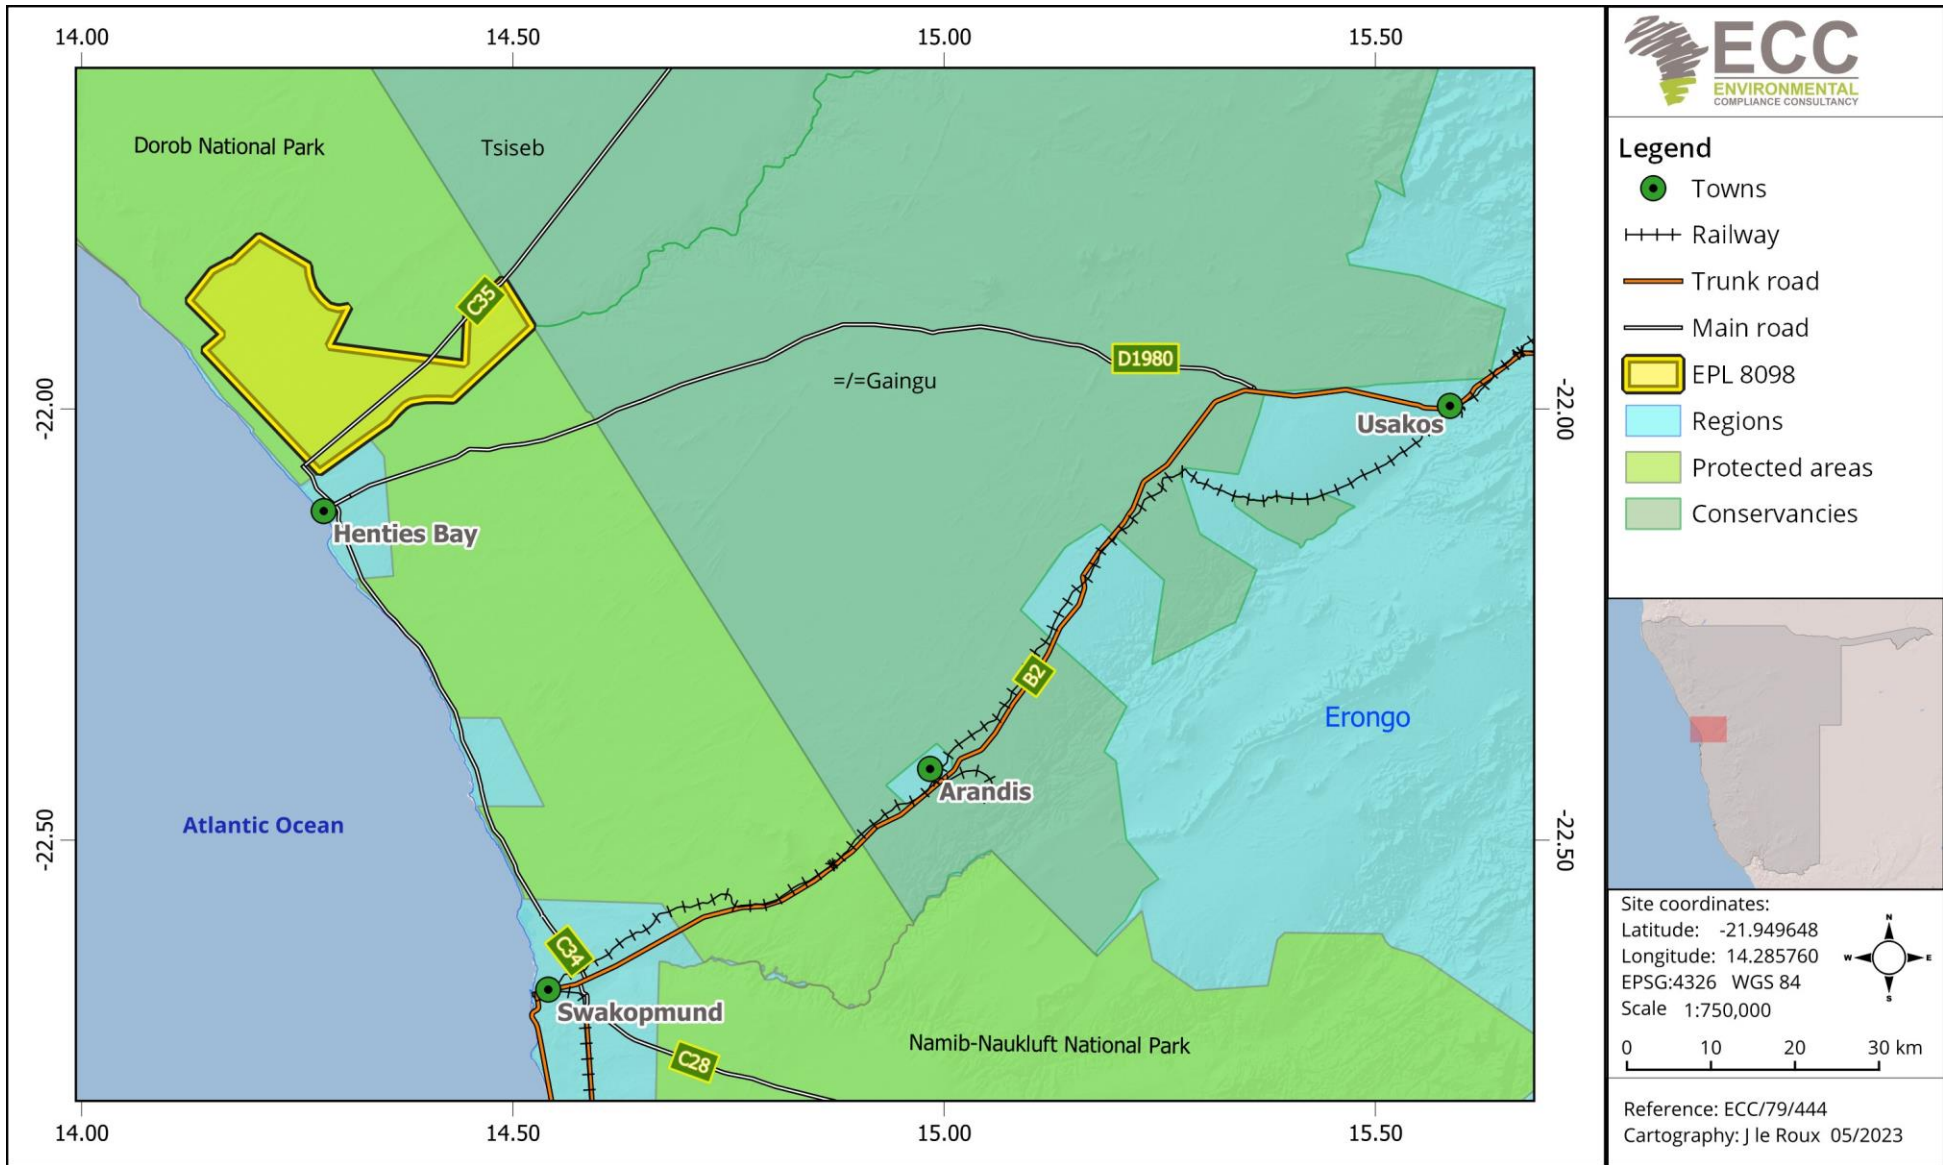 14.00
14.50
15.00
15.50
Dorob National Park
Tsiseb
C35
D1980
=/=Gaingu
-22.00
-22.00
Usakos
Henties Bay
B2
Erongo
Arandis
Atlantic Ocean
-22.50
-22.50
C34
Swakopmund
C28
Namib-Naukluft National Park
14.00
14.50
15.00
15.50
ECC
ENVIRONMENTAL
COMPLIANCE CONSULTANCY
Legend
Towns
Railway
Trunk road
Main road
EPL 8098
Regions
Protected areas
Conservancies
Site coordinates:
Latitude: -21.949648
Longitude: 14.285760
EPSG:4326 WGS 84
Scale 1:750,000
N
W E
S
0 10 20 30 km
Reference: ECC/79/444
Cartography: J le Roux 05/2023